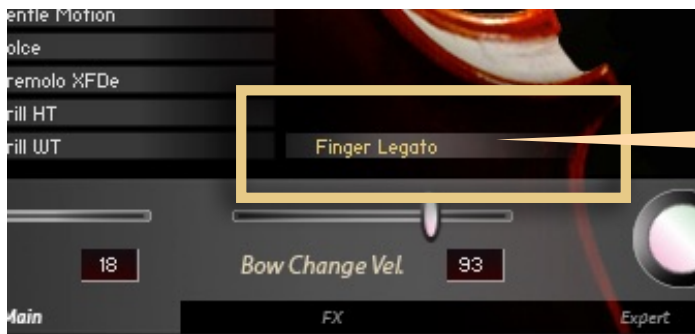 entle Motion
olce
remolo XFDe
rill HT
rill WT
Finger Legato
18
Bow Change Vel.
93
Main
FX
Expert